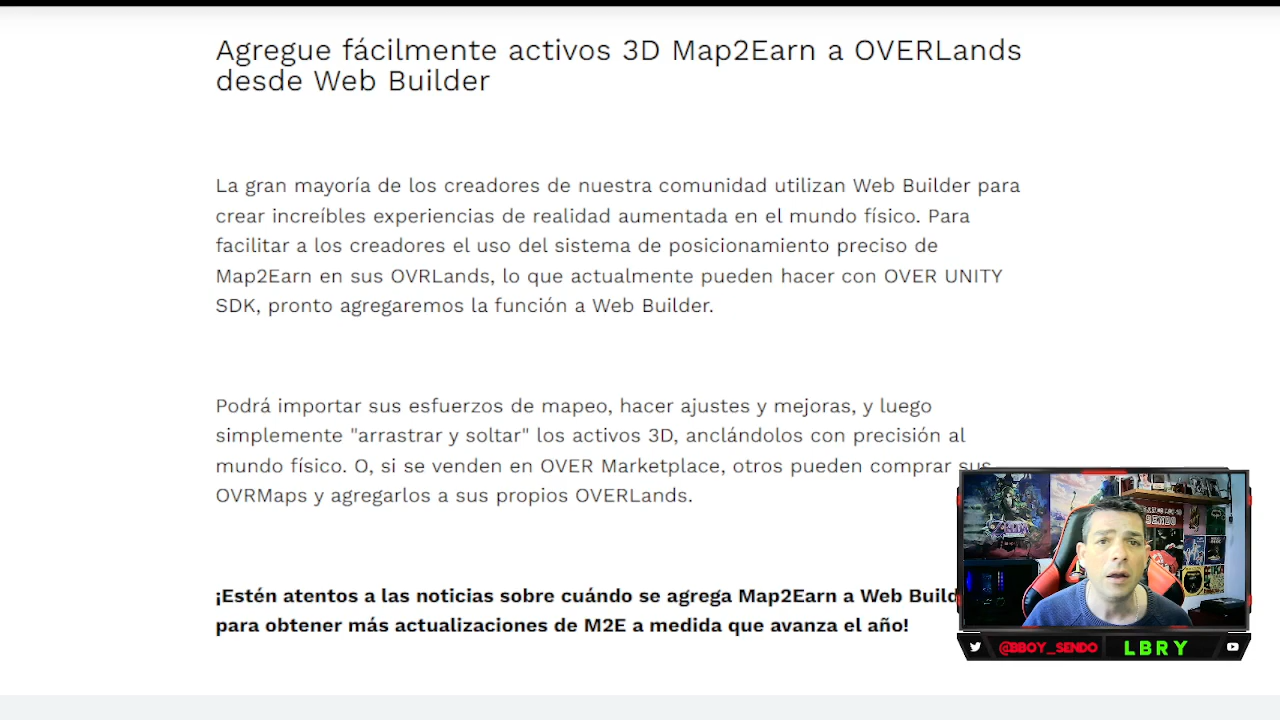 Agregue fácilmente activos 3D Map2Earn a OVERLands
desde Web Builder
La gran mayoría de los creadores de nuestra comunidad utilizan Web Builder para
crear increíbles experiencias de realidad aumentada en el mundo físico. Para
facilitar a los creadores el uso del sistema de posicionamiento preciso de
Map2Earn en sus OVRLands, lo que actualmente pueden hacer con OVER UNITY
SDK, pronto agregaremos la función a Web Builder.
Podrá importar sus esfuerzos de mapeo, hacer ajustes y mejoras, y luego
simplemente "arrastrar y soltar" los activos 3D, anclándolos con precisión al
mundo físico. O, si se venden en OVER Marketplace, otros pueden comprar sus
OVRMaps y agregarlos a sus propios OVERLands.
¡Estén atentos a las noticias sobre cuándo se agrega Map2Earn a Web Build
para obtener más actualizaciones de M2E a medida que avanza el año!
ZELDA
SENDO
@BBOY_SENDO
LBRY